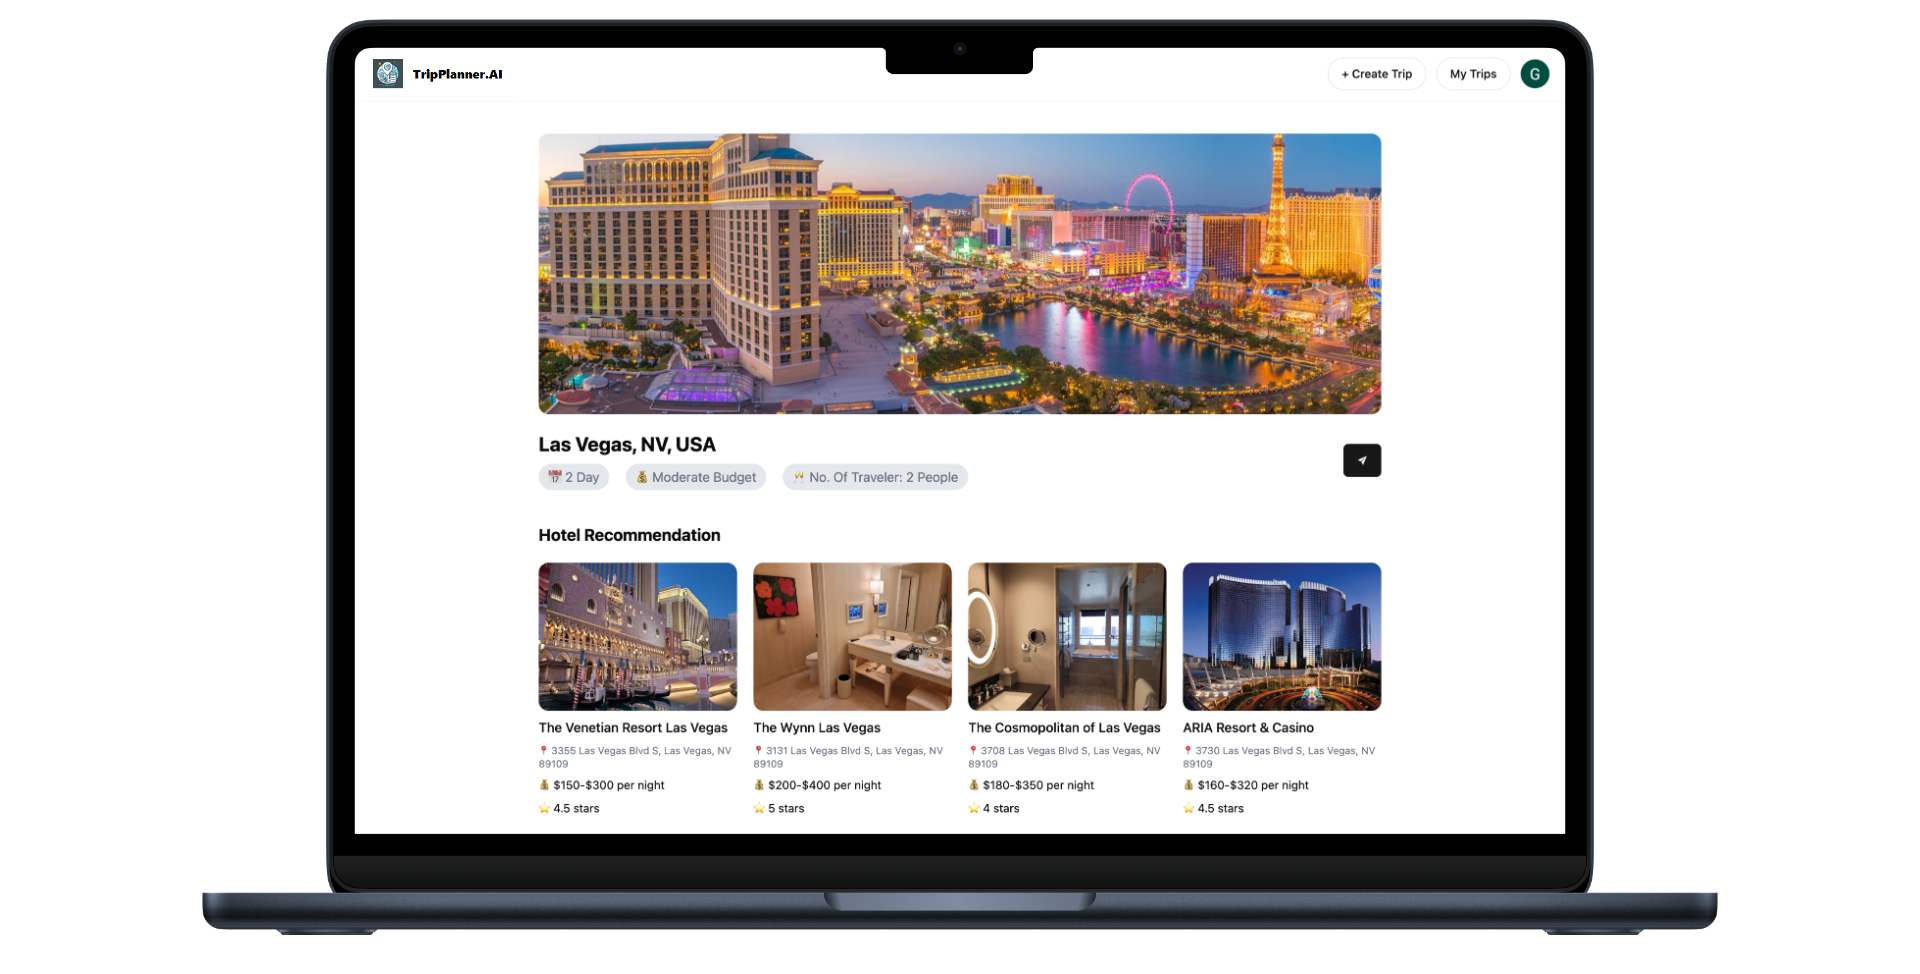 TripPlanner.AI
+ Create Trip
My Trips
G
Las Vegas, NV, USA
2 Day
Moderate Budget
No. Of Traveler: 2 People
Hotel Recommendation
The Venetian Resort Las Vegas
3355 Las Vegas Blvd S, Las Vegas, NV
89109
$150-$300 per night
4.5 stars
The Wynn Las Vegas
3131 Las Vegas Blvd S, Las Vegas, NV
89109
$200-$400 per night
5 stars
The Cosmopolitan of Las Vegas
3708 Las Vegas Blvd S, Las Vegas, NV
89109
$180-$350 per night
4 stars
ARIA Resort & Casino
3730 Las Vegas Blvd S, Las Vegas, NV
89109
$160-$320 per night
4.5 stars